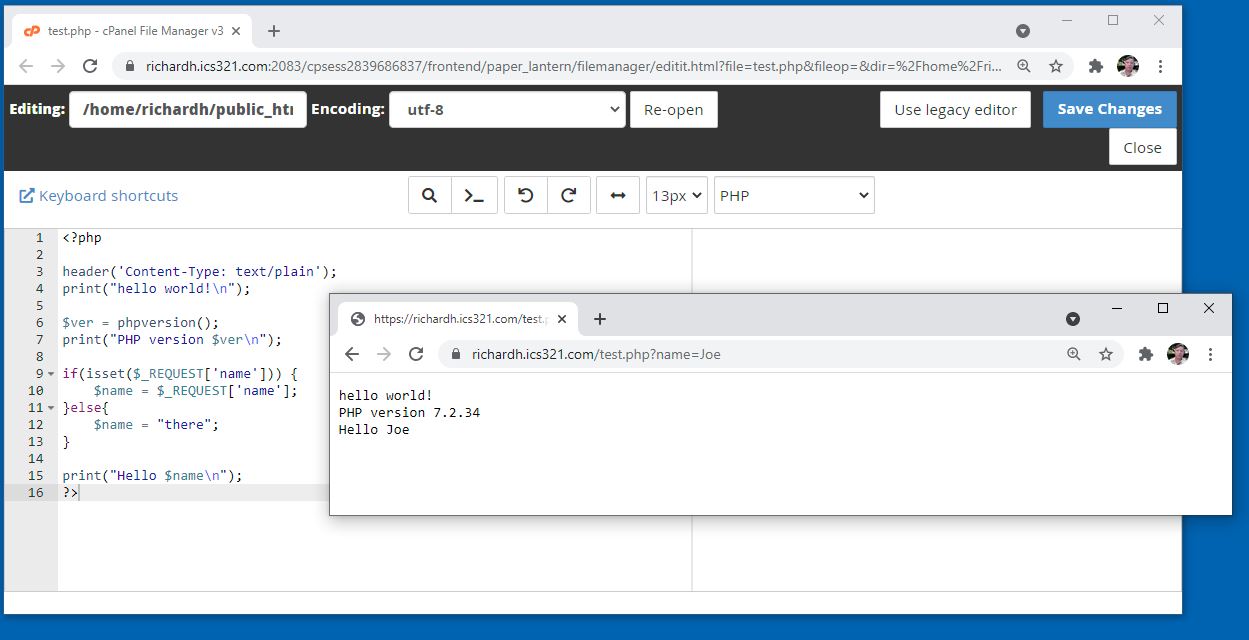 test.php - cPanel File Manager v3
richardh.ics321.com:2083/cpsess2839686837/frontend/paper_lantern/filemanager/editit.html?file=test.php&fileop=&dir=%2Fhome%2Fri...
Editing: /home/richardh/public_htı Encoding: utf-8 Re-open Use legacy editor Save Changes
Close
Keyboard shortcuts 13px PHP
1 <?php
2
3 header('Content-Type: text/plain');
4 print("hello world!\n");
5
6 $ver = phpversion();
7 print("PHP version $ver\n");
8
9 if(isset($_REQUEST['name'])) {
10     $name = $_REQUEST['name'];
11 }else{
12     $name = "there";
13 }
14
15 print("Hello $name\n");
16 ?>
https://richardh.ics321.com/test.p
richardh.ics321.com/test.php?name=Joe
hello world!
PHP version 7.2.34
Hello Joe